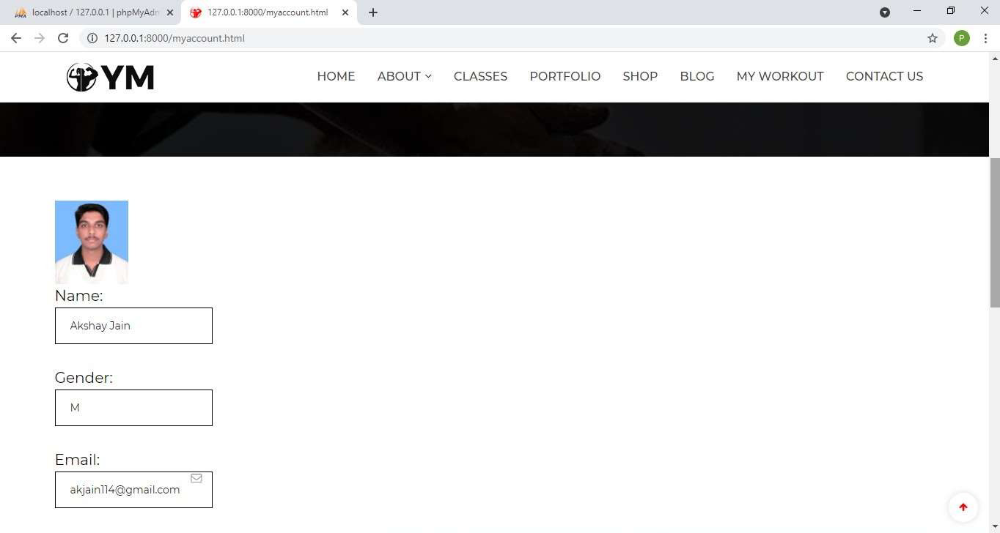 localhost / 127.0.0.1 | phpMyAdm
127.0.0.1:8000/myaccount.html
127.0.0.1:8000/myaccount.html
P
YM
HOME ABOUT CLASSES PORTFOLIO SHOP BLOG MY WORKOUT CONTACT US
Name:
Akshay Jain
Gender:
M
Email:
akjain114@gmail.com